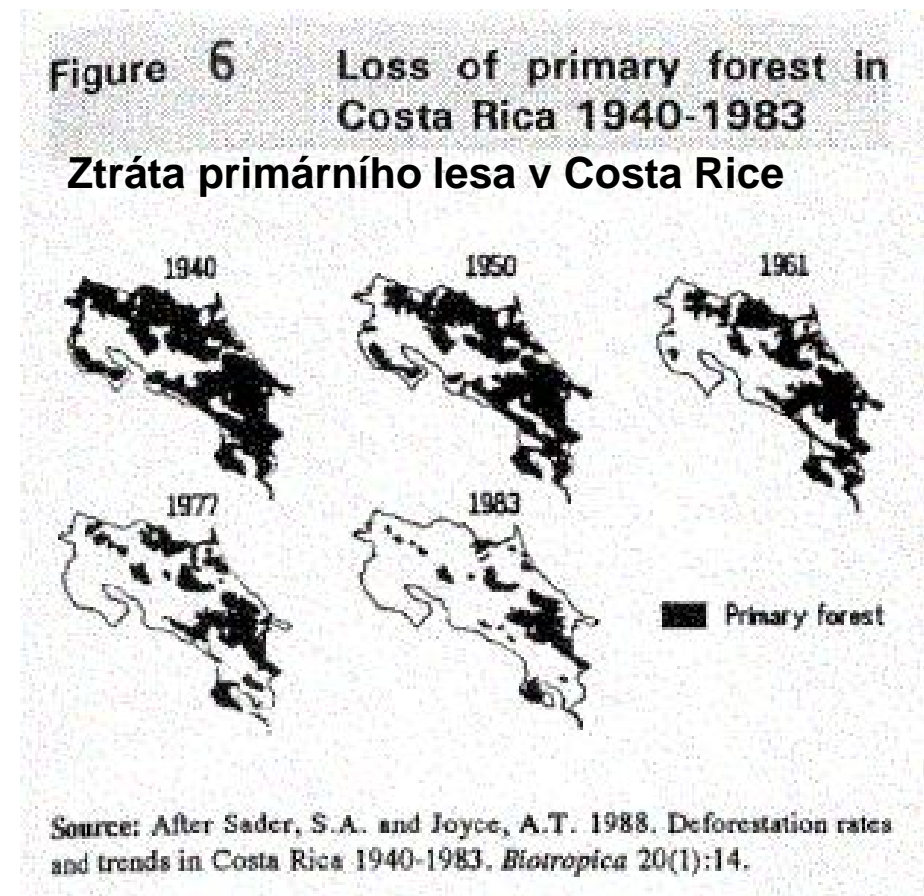 Figure 6 Loss of primary forest in
Costa Rica 1940-1983
Ztráta primárního lesa v Costa Rice
1940 1950 1961
1977 1983
Primary forest
Source: After Sader, S.A. and Joyce, A.T. 1988. Deforestation rates
and trends in Costa Rica 1940-1983. Biotropica 20(1):14.